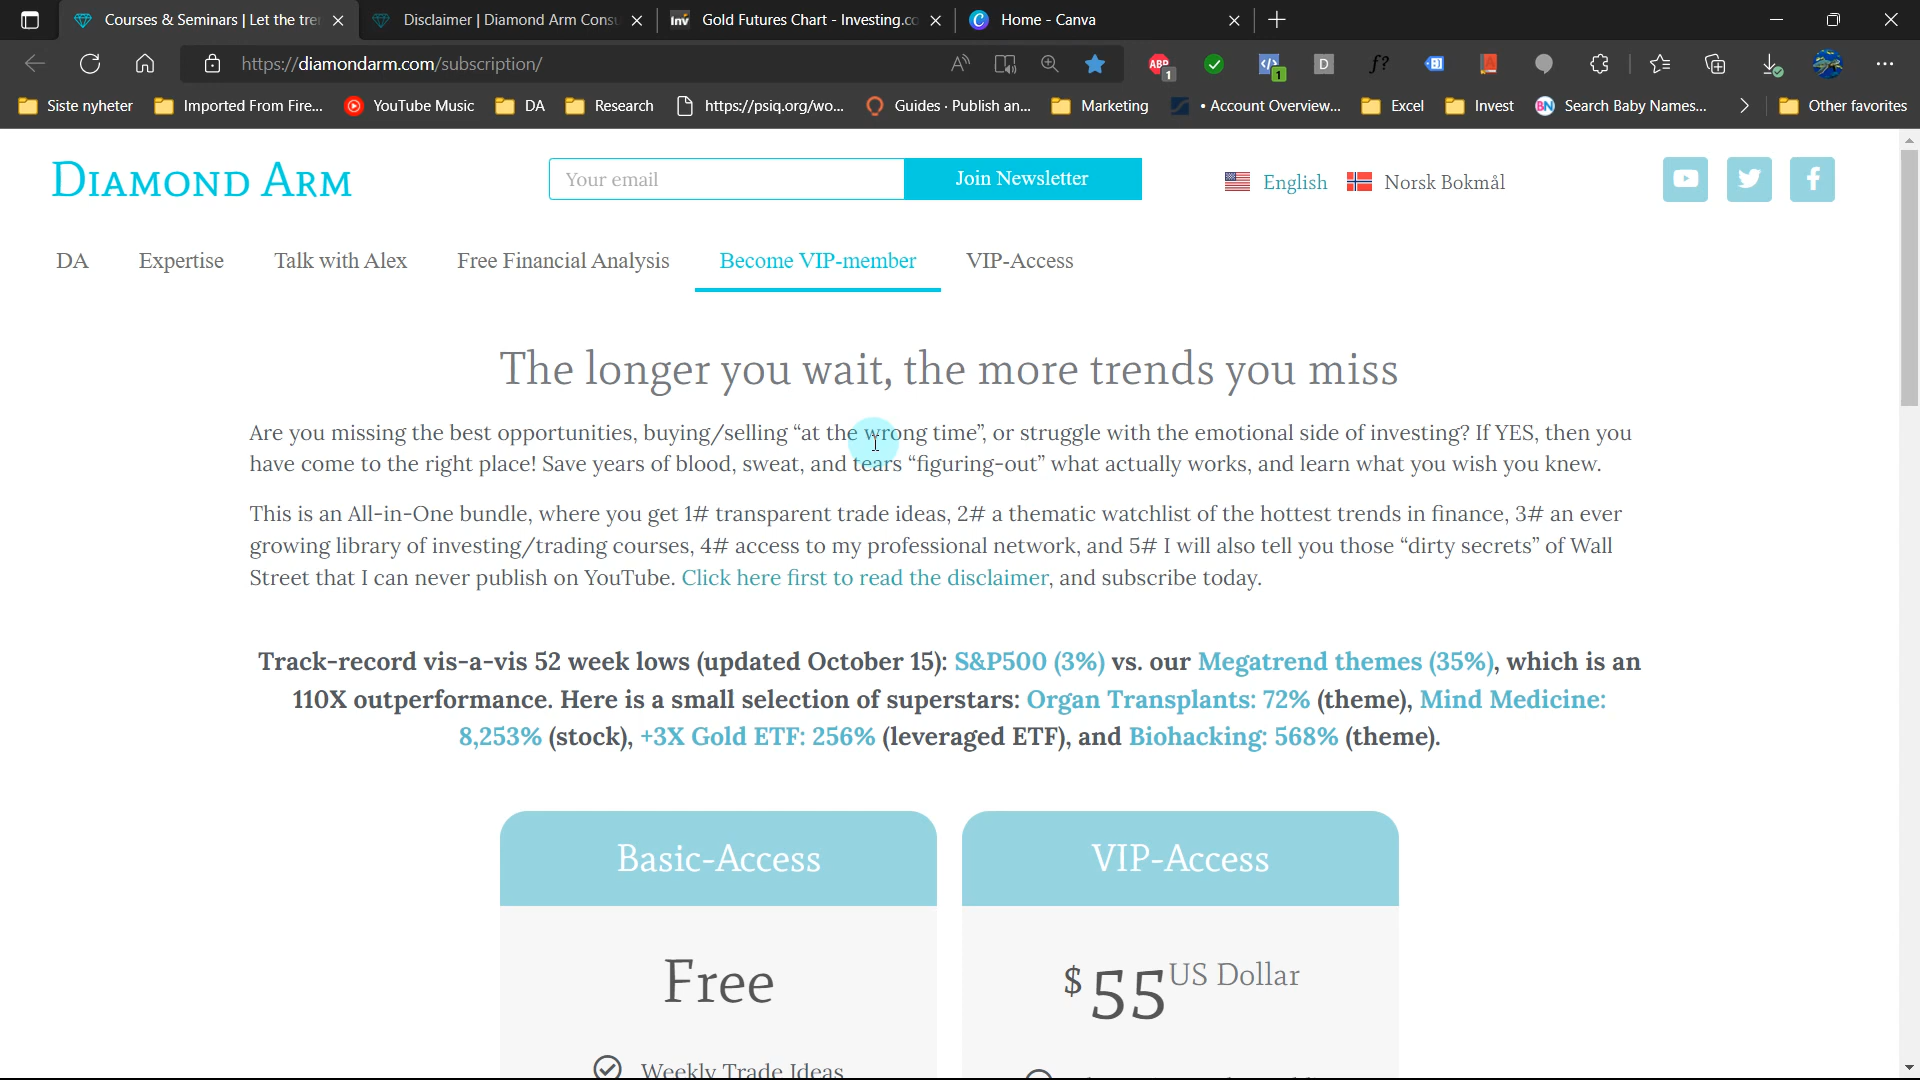 Courses & Seminars | Let the tre
Disclaimer | Diamond Arm Consu
Inv Gold Futures Chart - Investing.co
C Home - Canva
https://diamondarm.com/subscription/
ABP 1
1
D
f?
Siste nyheter
Imported From Fire...
YouTube Music
DA
Research
https://psiq.org/wo...
Guides · Publish an...
Marketing
• Account Overview...
Excel
Invest
BN Search Baby Names...
Other favorites
DIAMOND ARM
Your email
Join Newsletter
English
Norsk Bokmål
DA
Expertise
Talk with Alex
Free Financial Analysis
Become VIP-member
VIP-Access
The longer you wait, the more trends you miss
Are you missing the best opportunities, buying/selling “at the wrong time”, or struggle with the emotional side of investing? If YES, then you
have come to the right place! Save years of blood, sweat, and tears “figuring-out” what actually works, and learn what you wish you knew.
This is an All-in-One bundle, where you get 1# transparent trade ideas, 2# a thematic watchlist of the hottest trends in finance, 3# an ever
growing library of investing/trading courses, 4# access to my professional network, and 5# I will also tell you those “dirty secrets” of Wall
Street that I can never publish on YouTube. Click here first to read the disclaimer, and subscribe today.
Track-record vis-a-vis 52 week lows (updated October 15): S&P500 (3%) vs. our Megatrend themes (35%), which is an
110X outperformance. Here is a small selection of superstars: Organ Transplants: 72% (theme), Mind Medicine:
8,253% (stock), +3X Gold ETF: 256% (leveraged ETF), and Biohacking: 568% (theme).
Basic-Access
Free
Weekly Trade Ideas
VIP-Access
$ 55 US Dollar